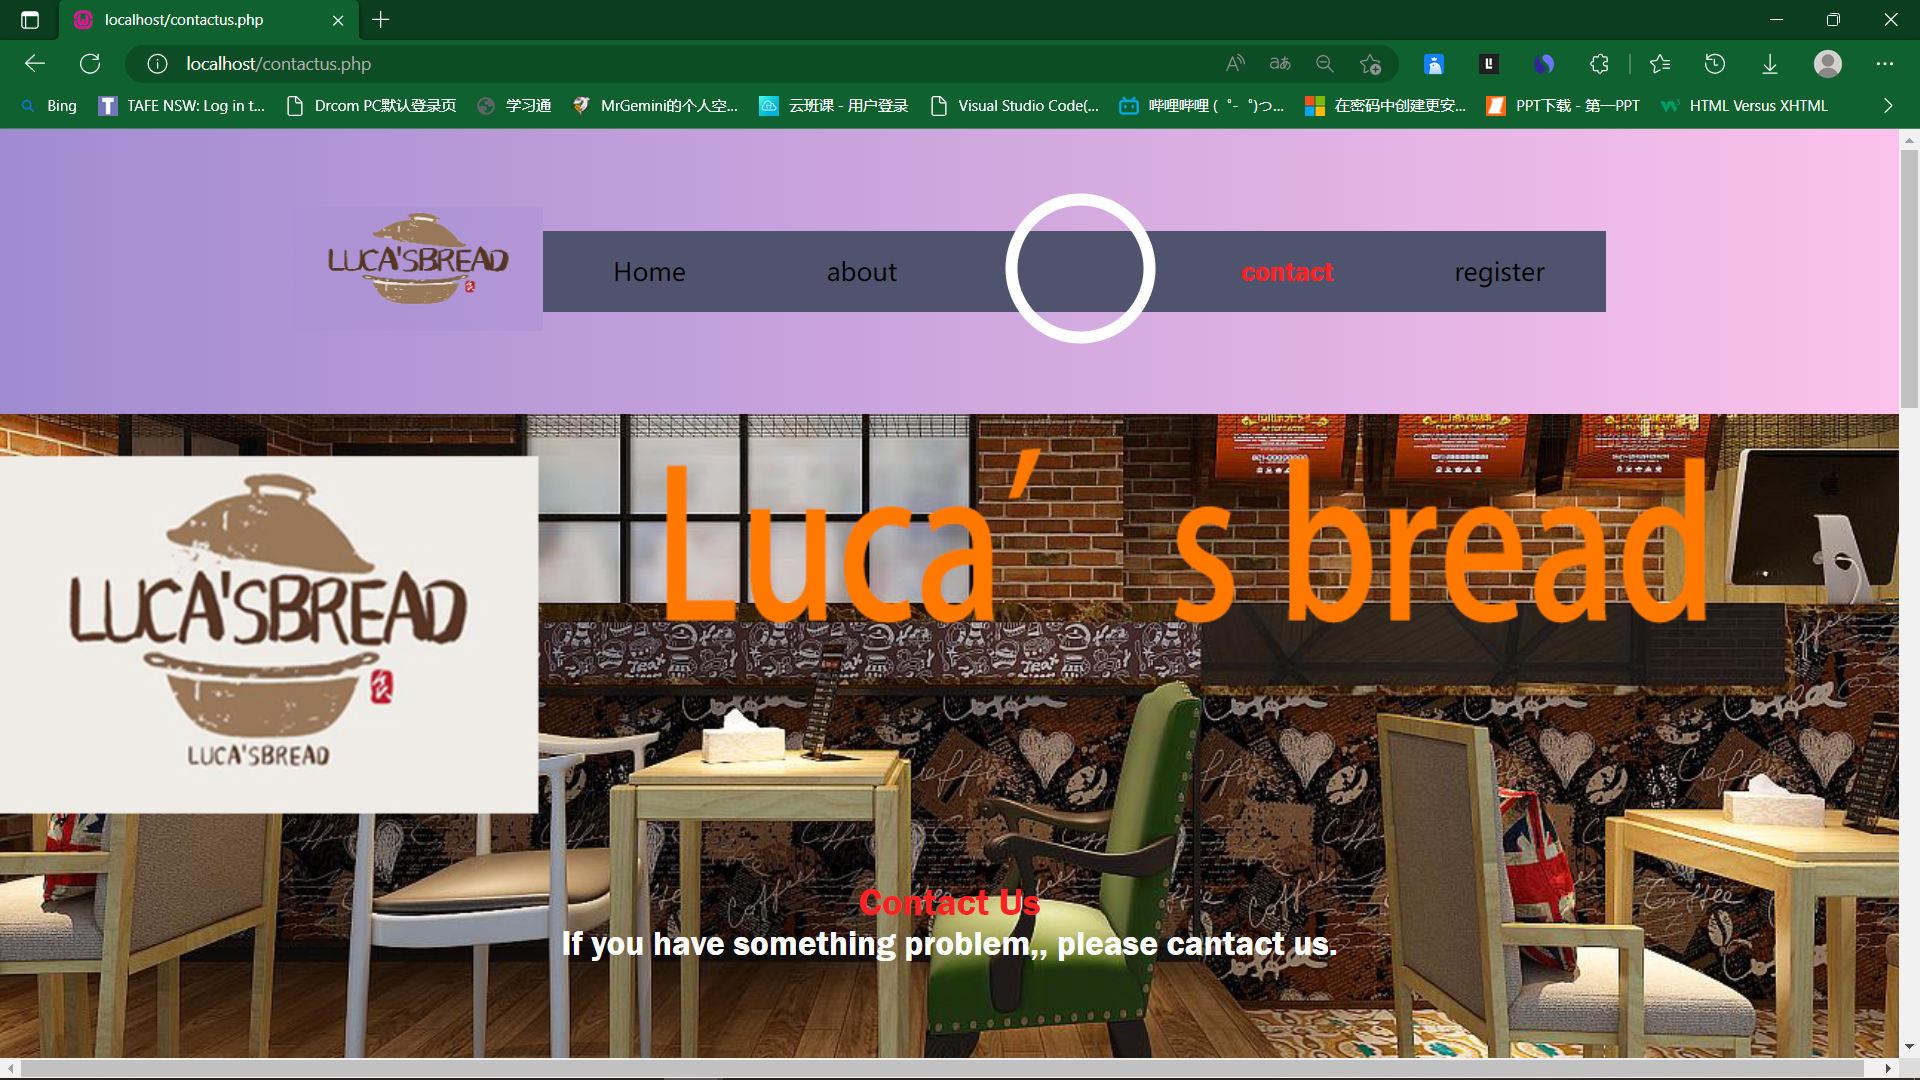 localhost/contactus.php
localhost/contactus.php
Bing
TAFE NSW: Log in t...
Drcom PC默认登录页
学习通
MrGemini的个人空...
云班课 - 用户登录
Visual Studio Code(...
哔哩哔哩 (゜-゜)つ...
在密码中创建更安...
PPT下载 - 第一PPT
HTML Versus XHTML
LUCA'SBREAD
Home
about
contact
register
Luca's bread
LUCA'SBREAD
LUCA'SBREAD
Contact Us
If you have something problem,, please cantact us.